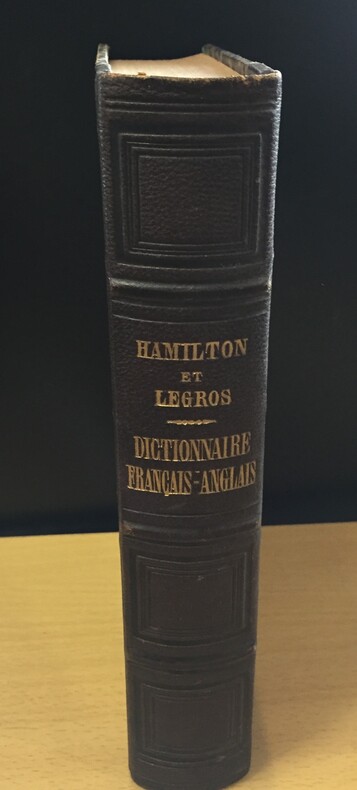 HAMILTON
ET
LEGROS
DICTIONNAIRE
FRANÇAIS-ANGLAIS